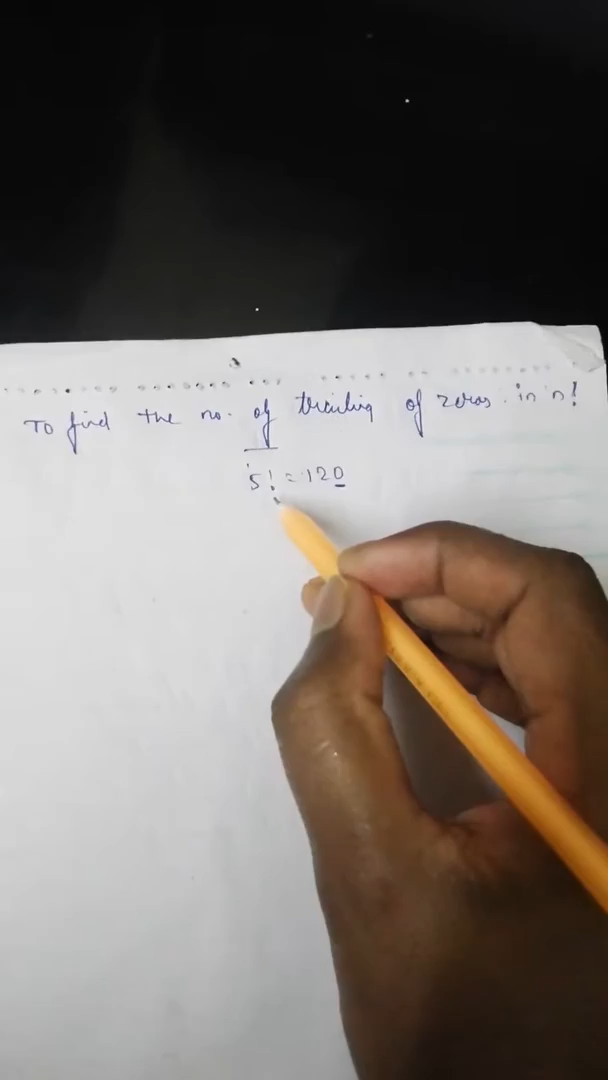 To find the no. of trailing of zeros. in n!
5! = 120